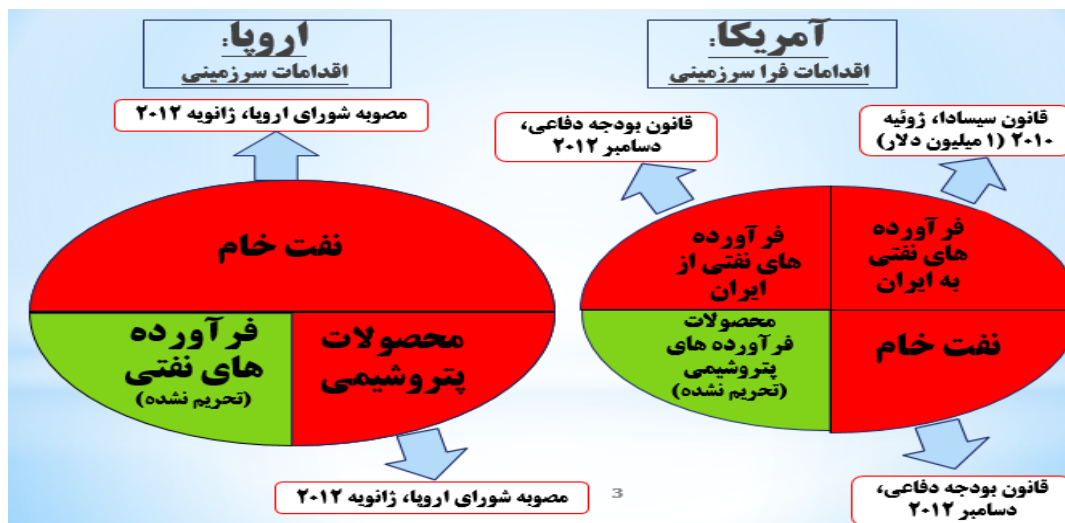 آمریکا:
اقدامات فرا سرزمینی
قانون سیسادا، ژوئیه
۲۰۱۰ (۱ میلیون دلار)
قانون بودجه دفاعی،
دسامبر ۲۰۱۲
فرآورده
های نفتی
به ایران
فرآورده
های نفتی از
ایران
نفت خام
محصولات
فرآورده های
پتروشیمی
(تحریم نشده)
قانون بودجه دفاعی،
دسامبر ۲۰۱۲
اروپا:
اقدامات سرزمینی
مصوبه شورای اروپا، ژانویه ۲۰۱۲
نفت خام
محصولات
پتروشیمی
فرآورده
های نفتی
(تحریم نشده)
مصوبه شورای اروپا، ژانویه ۲۰۱۲
3